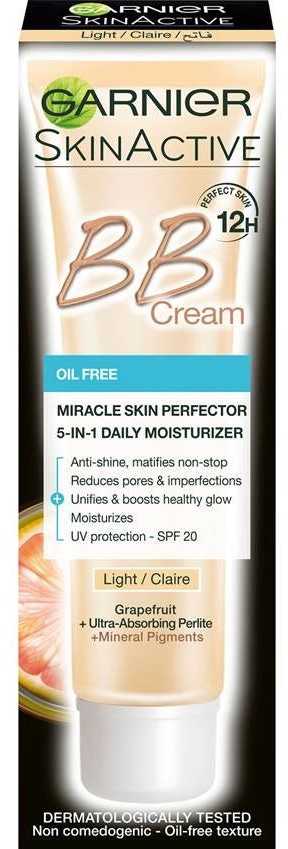 Light / Claire / فاتح
GARNIER
SKINACTIVE
PERFECT SKIN
12H
BB
Cream
OIL FREE
MIRACLE SKIN PERFECTOR
5-IN-1 DAILY MOISTURIZER
Anti-shine, matifies non-stop
Reduces pores & imperfections
+ Unifies & boosts healthy glow
Moisturizes
UV protection - SPF 20
Light / Claire
Grapefruit
+ Ultra-Absorbing Perlite
+Mineral Pigments
DERMATOLOGICALLY TESTED
Non comedogenic - Oil-free texture